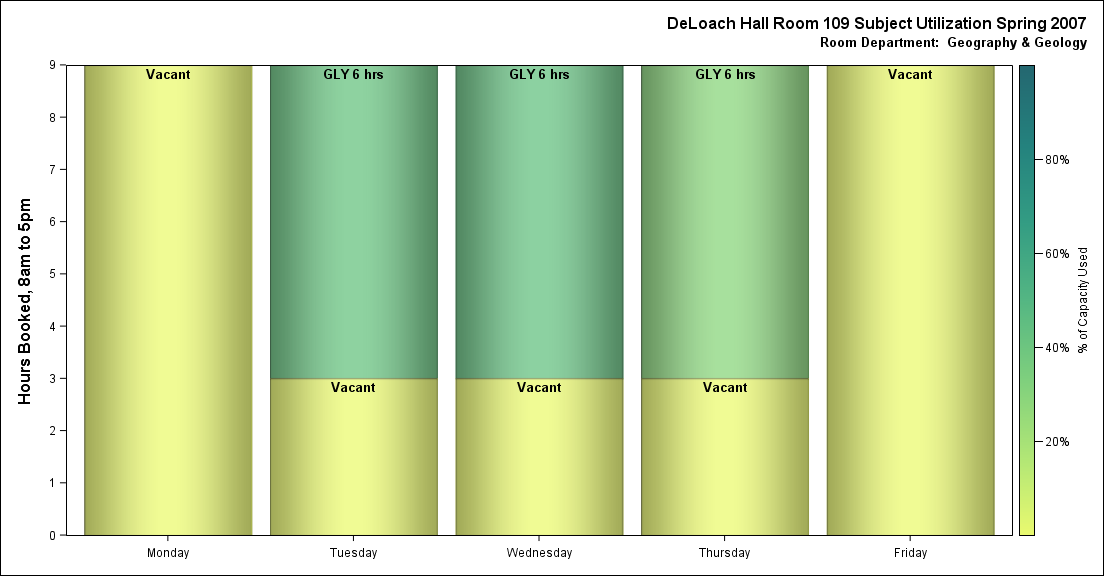 DeLoach Hall Room 109 Subject Utilization Spring 2007
Room Department: Geography & Geology
Hours Booked, 8am to 5pm
9
8
7
6
5
4
3
2
1
0
Vacant
GLY 6 hrs
GLY 6 hrs
GLY 6 hrs
Vacant
Vacant
Vacant
Vacant
Monday
Tuesday
Wednesday
Thursday
Friday
80%
60%
40%
20%
% of Capacity Used